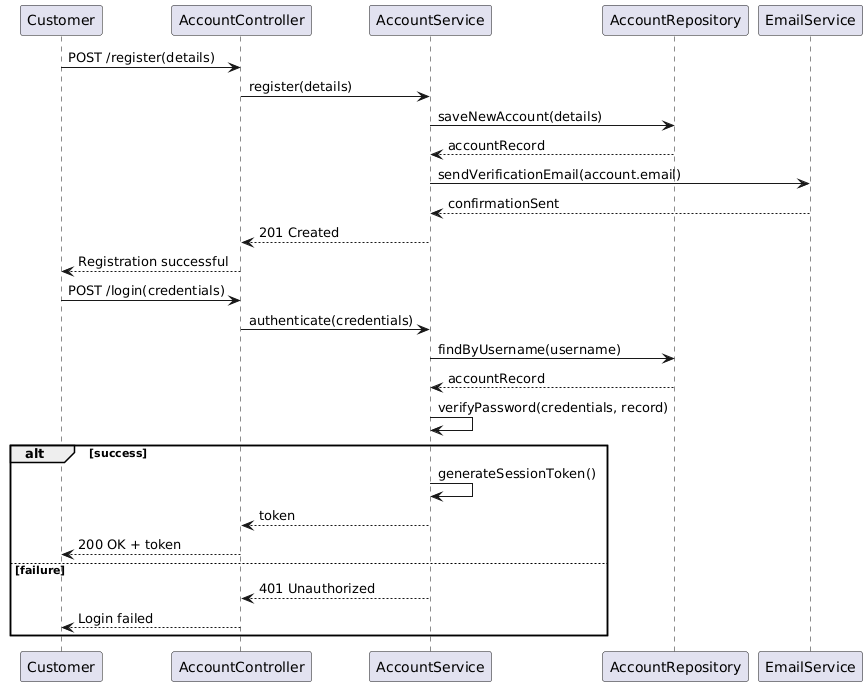 Customer AccountController AccountService AccountRepository EmailService
POST /register(details)
register(details)
saveNewAccount(details)
accountRecord
sendVerificationEmail(account.email)
confirmationSent
201 Created
Registration successful
POST /login(credentials)
authenticate(credentials)
findByUsername(username)
accountRecord
verifyPassword(credentials, record)
alt [success]
generateSessionToken()
token
200 OK + token
[failure]
401 Unauthorized
Login failed
Customer AccountController AccountService AccountRepository EmailService